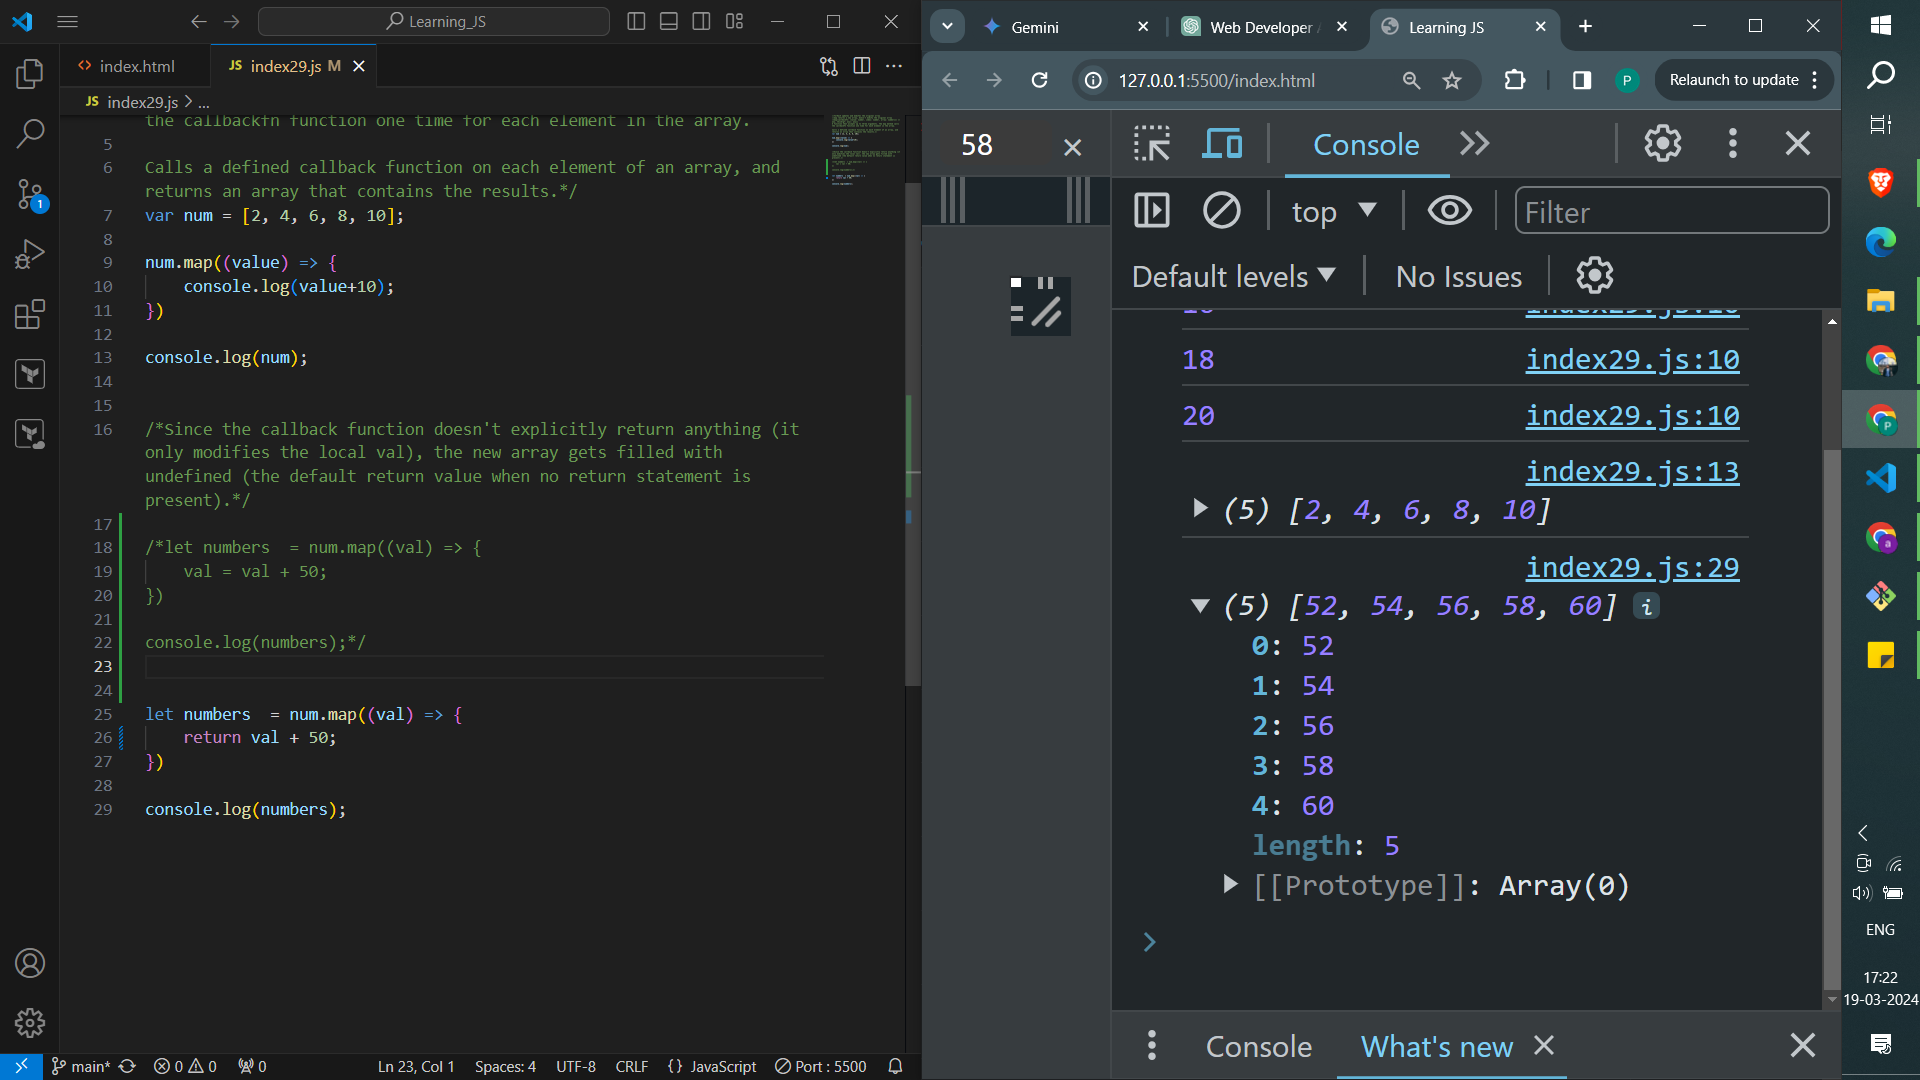 Learning_JS
index.html
JS index29.js M
JS index29.js > ...
the callbackfn function one time for each element in the array.
5
6 Calls a defined callback function on each element of an array, and
returns an array that contains the results.*/
7 var num = [2, 4, 6, 8, 10];
8
9 num.map((value) => {
10 console.log(value+10);
11 })
12
13 console.log(num);
14
15
16 /*Since the callback function doesn't explicitly return anything (it
only modifies the local val), the new array gets filled with
undefined (the default return value when no return statement is
present).*/
17
18 /*let numbers  = num.map((val) => {
19 val = val + 50;
20 })
21
22 console.log(numbers);*/
23
24
25 let numbers  = num.map((val) => {
26 return val + 50;
27 })
28
29 console.log(numbers);
1
main* 0 0 0
Ln 23, Col 1 Spaces: 4 UTF-8 CRLF {} JavaScript Port : 5500
Gemini
Web Developer
Learning JS
127.0.0.1:5500/index.html
P
Relaunch to update
58
Console
top
Filter
Default levels
No Issues
index29.js:10
18 index29.js:10
20 index29.js:10
index29.js:13
(5) [2, 4, 6, 8, 10]
index29.js:29
(5) [52, 54, 56, 58, 60] i
0: 52
1: 54
2: 56
3: 58
4: 60
length: 5
[[Prototype]]: Array(0)
Console
What's new
P
a
ENG
17:22
19-03-2024